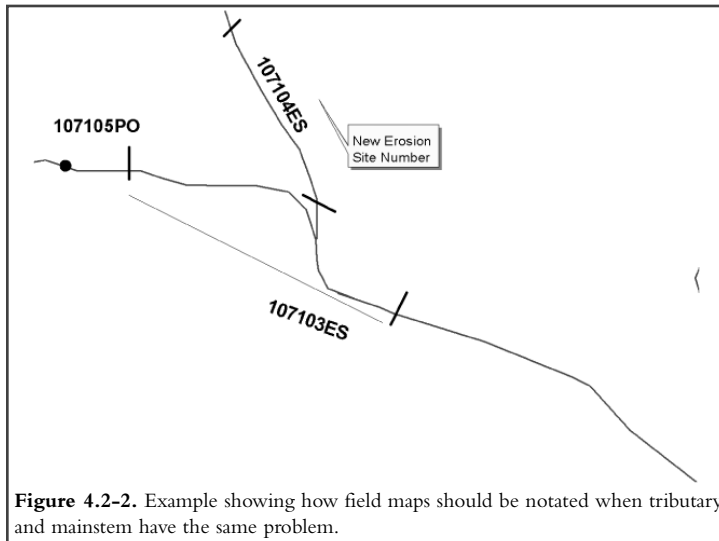 107104ES
107105PO
New Erosion
Site Number
107103ES
Figure 4.2-2. Example showing how field maps should be notated when tributary
and mainstem have the same problem.